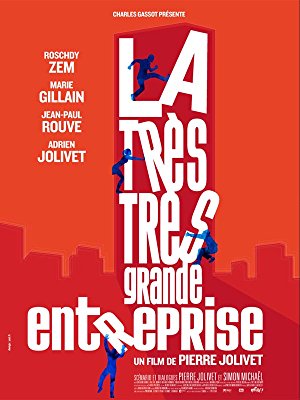 CHARLES GASSOT PRÉSENTE
ROSCHDY
ZEM
MARIE
GILLAIN
JEAN-PAUL
ROUVE
ADRIEN
JOLIVET
LA
TRÈS
TRÈS
grande
entreprise
UN FILM DE PIERRE JOLIVET
SCÉNARIO ET DIALOGUES PIERRE JOLIVET ET SIMON MICHAËL